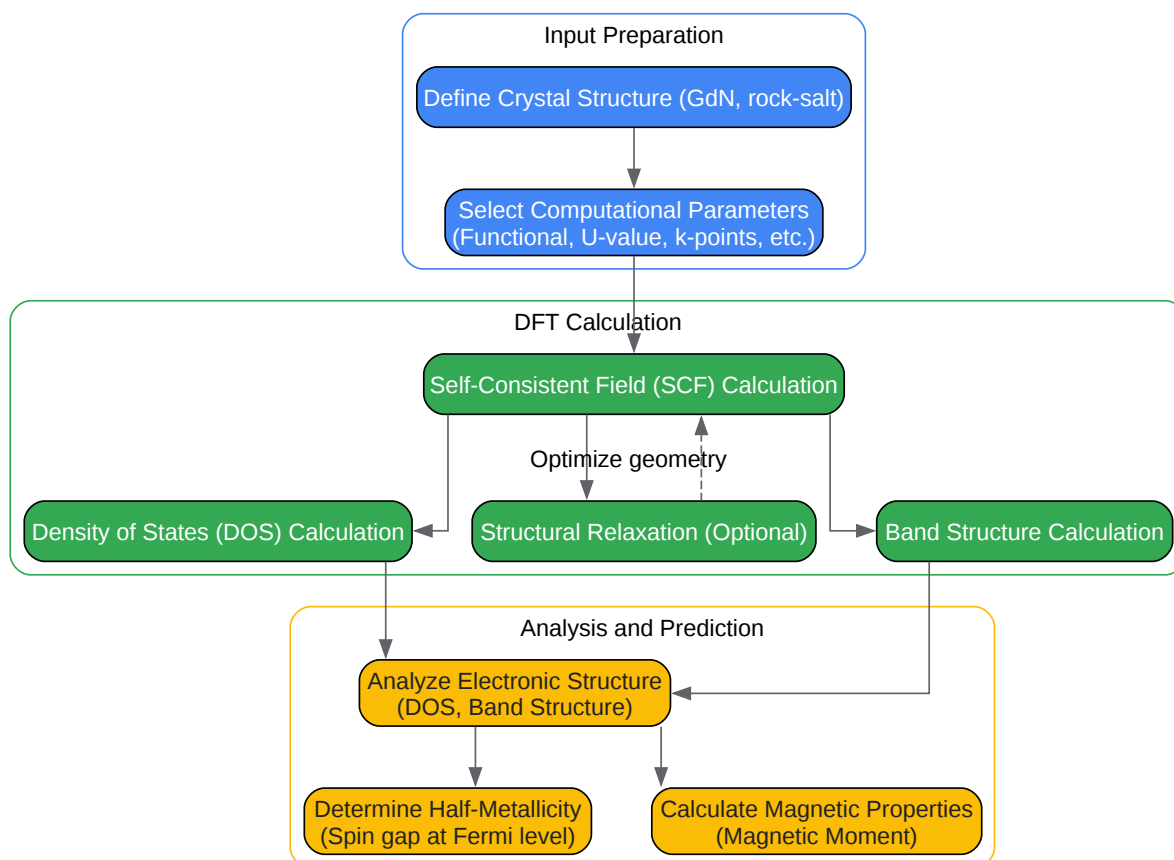 Input Preparation
Define Crystal Structure (GdN, rock-salt)
Select Computational Parameters
(Functional, U-value, k-points, etc.)
DFT Calculation
Self-Consistent Field (SCF) Calculation
Optimize geometry
Density of States (DOS) Calculation
Structural Relaxation (Optional)
Band Structure Calculation
Analysis and Prediction
Analyze Electronic Structure
(DOS, Band Structure)
Determine Half-Metallicity
(Spin gap at Fermi level)
Calculate Magnetic Properties
(Magnetic Moment)